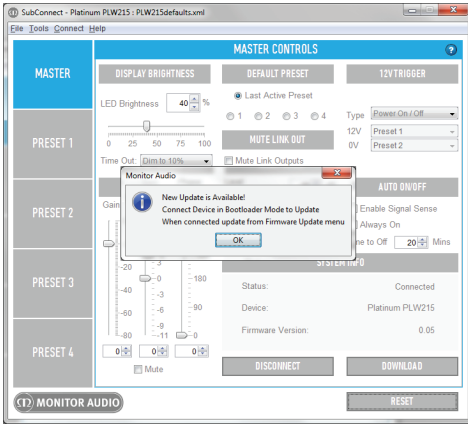 SubConnect - Platinum PLW215 : PLW215defaults.xml
File Tools Connect Help
MASTER CONTROLS
?
MASTER
PRESET 1
PRESET 2
PRESET 3
PRESET 4
DISPLAY BRIGHTNESS
LED Brightness 40 %
0 25 50 75 100
Time Out: Dim to 10%
DEFAULT PRESET
Last Active Preset
1 2 3 4
MUTE LINK OUT
Mute Link Outputs
12V TRIGGER
Type Power On / Off
12V Preset 1
0V Preset 2
Monitor Audio
New Update is Available!
Connect Device in Bootloader Mode to Update
When connected update from Firmware Update menu
OK
Gain
-20 -3 -180
-40 -3
-60 -6 -90
-9
-80 -11 0
0 0 0
Mute
AUTO ON/OFF
Enable Signal Sense
Always On
to Off 20 Mins
SYSTEM INFO
Status: Connected
Device: Platinum PLW215
Firmware Version: 0.05
DISCONNECT
DOWNLOAD
MONITOR AUDIO
RESET